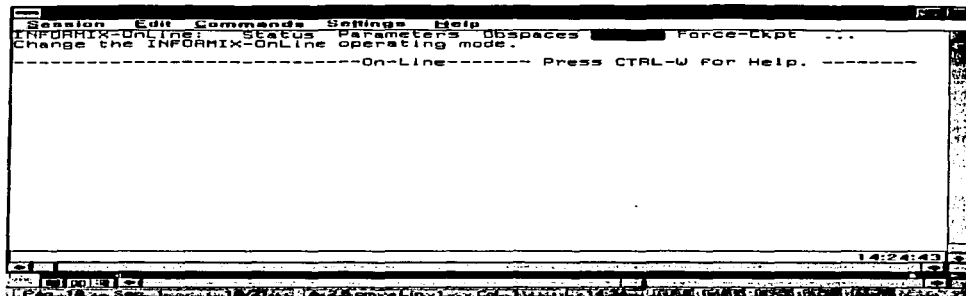 Session Edit Commands Settings Help
INFORMIX-OnLine: Status Parameters Dbspaces Force-Ckpt ...
Change the INFORMIX-OnLine operating mode.
------------------------------On-Line------- Press CTRL-W for Help. --------
14:24:43